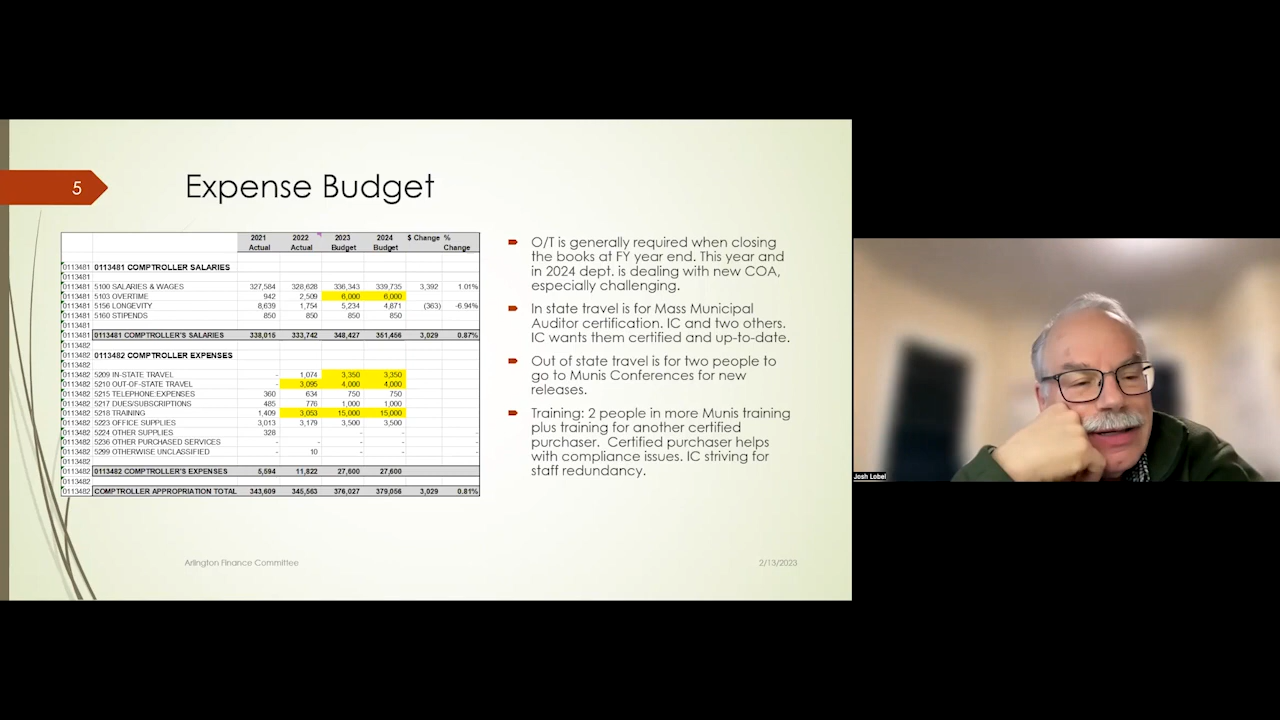 5
Expense Budget
2021 2022 2023 2024 $ Change %
Actual Actual Budget Budget Change
0113481 0113481 COMPTROLLER SALARIES
0113481
0113481 5100 SALARIES & WAGES 327,584 328,628 336,343 339,735 3,392 1.01%
0113481 5103 OVERTIME 942 2,509 6,000 6,000
0113481 5156 LONGEVITY 8,639 1,754 5,234 4,871 (363) -6.94%
0113481 5160 STIPENDS 850 850 850 850
0113481
0113481 0113481 COMPTROLLER'S SALARIES 338,015 333,742 348,427 351,456 3,029 0.87%
0113482
0113482 0113482 COMPTROLLER EXPENSES
0113482
0113482 5209 IN-STATE TRAVEL - 1,074 3,350 3,350
0113482 5210 OUT-OF-STATE TRAVEL - 3,095 4,000 4,000
0113482 5215 TELEPHONE:EXPENSES 360 634 750 750
0113482 5217 DUES/SUBSCRIPTIONS 485 776 1,000 1,000
0113482 5218 TRAINING 1,409 3,053 15,000 15,000
0113482 5223 OFFICE SUPPLIES 3,013 3,179 3,500 3,500
0113482 5224 OTHER SUPPLIES 328 - - -
0113482 5236 OTHER PURCHASED SERVICES - - - - -
0113482 5299 OTHERWISE UNCLASSIFIED - 10 - - -
0113482
0113482 0113482 COMPTROLLER'S EXPENSES 5,594 11,822 27,600 27,600
0113482
0113482 COMPTROLLER APPROPRIATION TOTAL 343,609 345,563 376,027 379,056 3,029 0.81%
O/T is generally required when closing
the books at FY year end. This year and
in 2024 dept. is dealing with new COA,
especially challenging.
In state travel is for Mass Municipal
Auditor certification. IC and two others.
IC wants them certified and up-to-date.
Out of state travel is for two people to
go to Munis Conferences for new
releases.
Training: 2 people in more Munis training
plus training for another certified
purchaser. Certified purchaser helps
with compliance issues. IC striving for
staff redundancy.
Arlington Finance Committee
2/13/2023
Josh Lobel